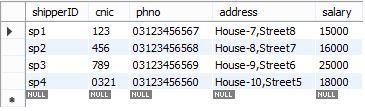 shipperID cnic phno address salary
sp1 123 03123456567 House-7,Street8 15000
sp2 456 03123456568 House-8,Street7 16000
sp3 789 03123456569 House-9,Street6 25000
sp4 0321 03123456560 House-10,Street5 18000
NULL NULL NULL NULL NULL